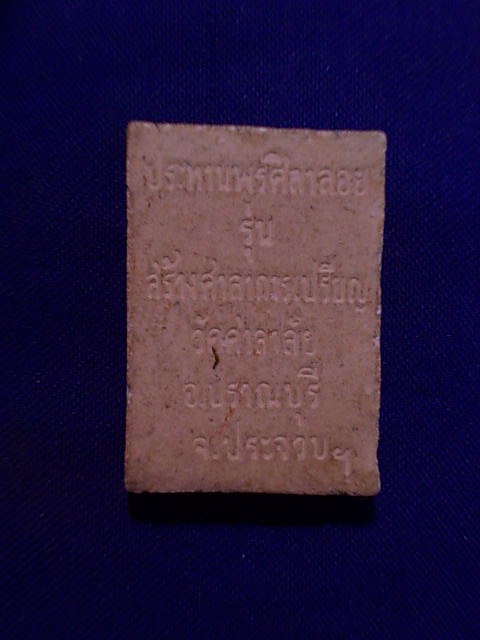 ประทานพรศิลาลอย
รุ่น
สร้างศาลาการเปรียญ
วัดศาลาลัย
อ.ปราณบุรี
จ.ประจวบฯ